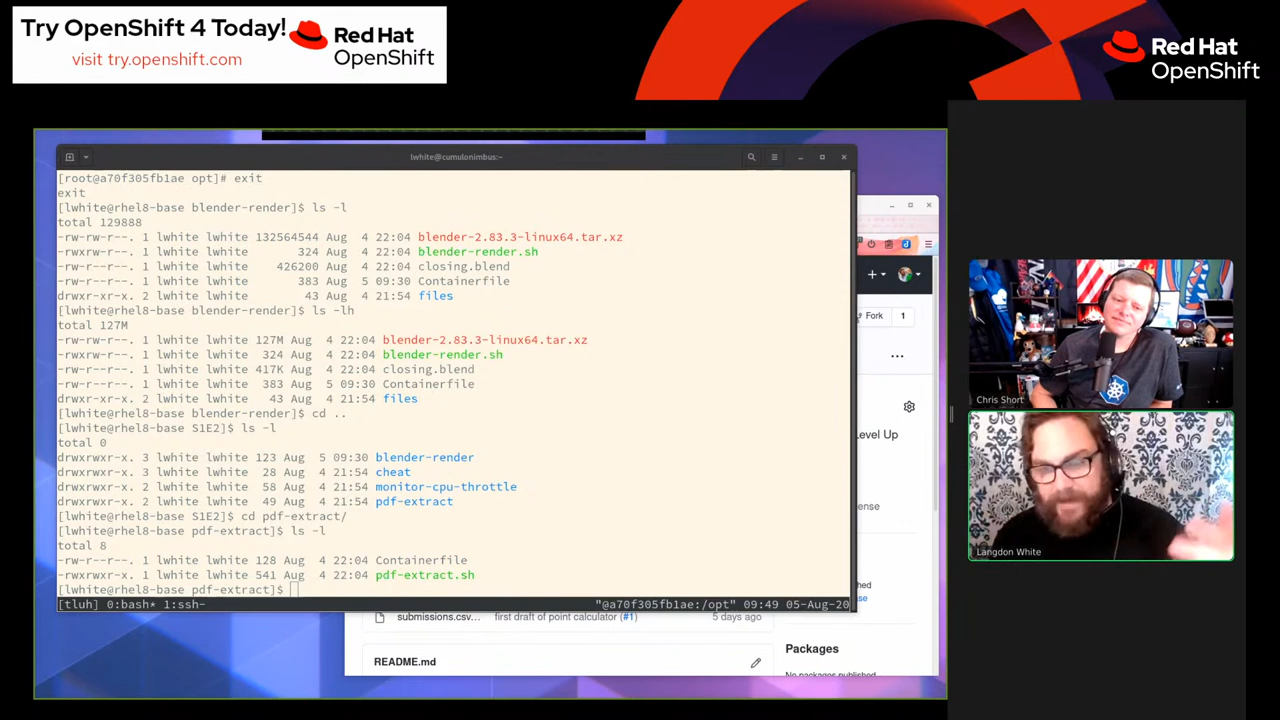 Try OpenShift 4 Today!
visit try.openshift.com
Red Hat
OpenShift
Red Hat
OpenShift
lwhite@cumulonimbus:~
[root@a70f305fb1ae opt]# exit
exit
[lwhite@rhel8-base blender-render]$ ls -l
total 129888
-rw-rw-r--. 1 lwhite lwhite 132564544 Aug  4 22:04 blender-2.83.3-linux64.tar.xz
-rwxrw-r--. 1 lwhite lwhite       324 Aug  4 22:04 blender-render.sh
-rw-rw-r--. 1 lwhite lwhite    426200 Aug  4 22:04 closing.blend
-rw-rw-r--. 1 lwhite lwhite       383 Aug  5 09:30 Containerfile
drwxr-xr-x. 2 lwhite lwhite        43 Aug  4 21:54 files
[lwhite@rhel8-base blender-render]$ ls -lh
total 127M
-rw-rw-r--. 1 lwhite lwhite 127M Aug  4 22:04 blender-2.83.3-linux64.tar.xz
-rwxrw-r--. 1 lwhite lwhite  324 Aug  4 22:04 blender-render.sh
-rw-rw-r--. 1 lwhite lwhite 417K Aug  4 22:04 closing.blend
-rw-rw-r--. 1 lwhite lwhite  383 Aug  5 09:30 Containerfile
drwxr-xr-x. 2 lwhite lwhite   43 Aug  4 21:54 files
[lwhite@rhel8-base blender-render]$ cd ..
[lwhite@rhel8-base S1E2]$ ls -l
total 0
drwxrwxr-x. 3 lwhite lwhite 123 Aug  5 09:30 blender-render
drwxrwxr-x. 3 lwhite lwhite  28 Aug  4 21:54 cheat
drwxrwxr-x. 2 lwhite lwhite  58 Aug  4 21:54 monitor-cpu-throttle
drwxrwxr-x. 2 lwhite lwhite  49 Aug  4 21:54 pdf-extract
[lwhite@rhel8-base S1E2]$ cd pdf-extract/
[lwhite@rhel8-base pdf-extract]$ ls -l
total 8
-rw-r--r--. 1 lwhite lwhite 128 Aug  4 22:04 Containerfile
-rwxrwxr-x. 1 lwhite lwhite 541 Aug  4 22:04 pdf-extract.sh
[lwhite@rhel8-base pdf-extract]$
[tluh] 0:bash* 1:ssh- "@a70f305fb1ae:/opt" 09:49 05-Aug-20
Fork 1
Level Up
submissions.csv... first draft of point calculator (#1) 5 days ago
README.md
Packages
No packages published
Chris Short
Langdon White